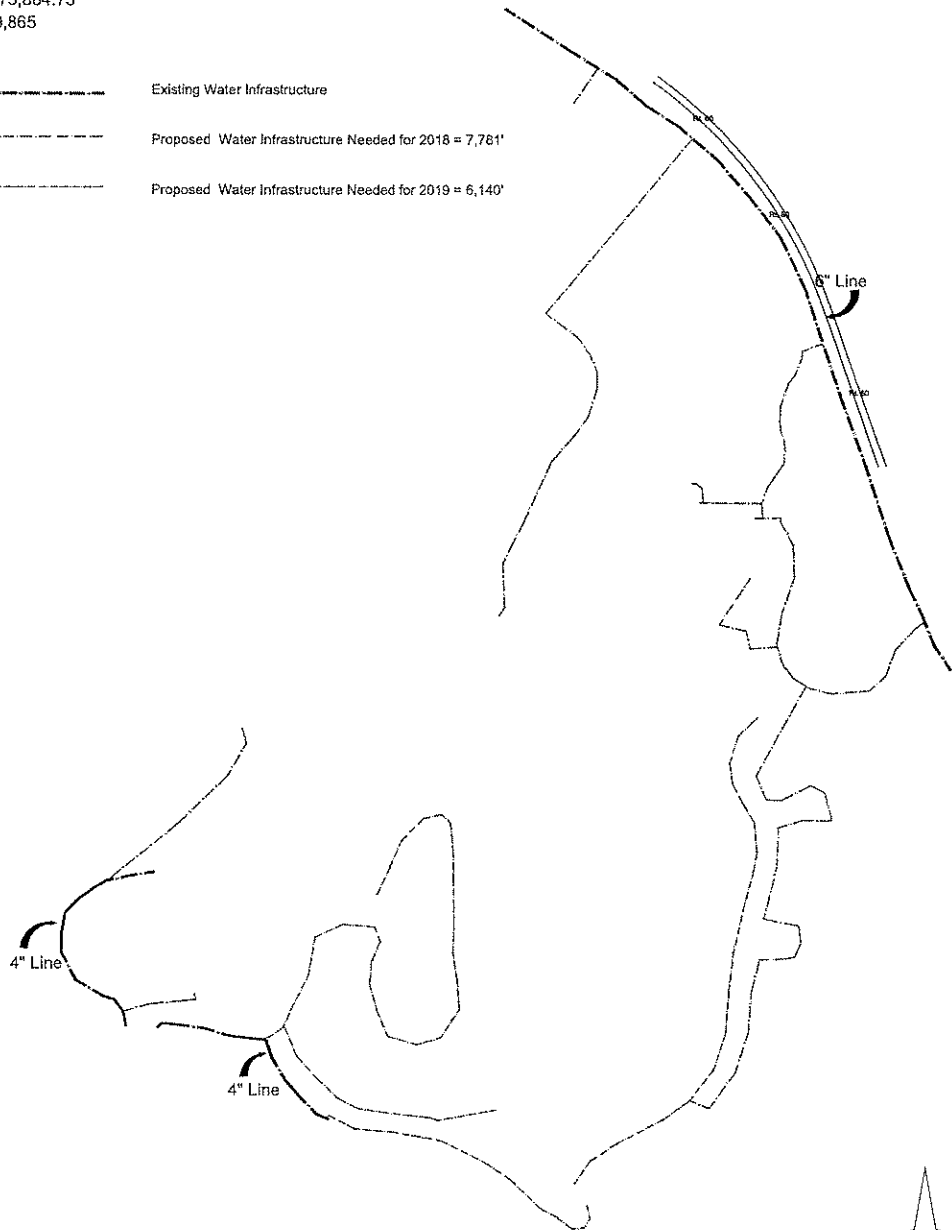 Existing Water Infrastructure
Proposed Water Infrastructure Needed for 2018 = 7,781'
Proposed Water Infrastructure Needed for 2019 = 6,140'
6" Line
4" Line
4" Line